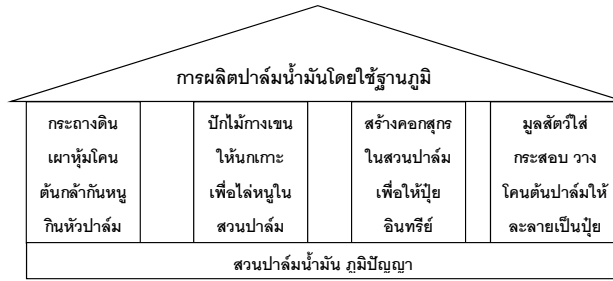 การผลิตปาล์มน้ำมันโดยใช้ฐานภูมิ
กระถางดิน
เผาหุ้มโคน
ต้นกล้ากันหนู
กินหัวปาล์ม
ปักไม้กางเขน
ให้นกเกาะ
เพื่อไล่หนูใน
สวนปาล์ม
สร้างคอกสุกร
ในสวนปาล์ม
เพื่อให้ปุ๋ย
อินทรีย์
มูลสัตว์ใส่
กระสอบ วาง
โคนต้นปาล์มให้
ละลายเป็นปุ๋ย
สวนปาล์มน้ำมัน ภูมิปัญญา